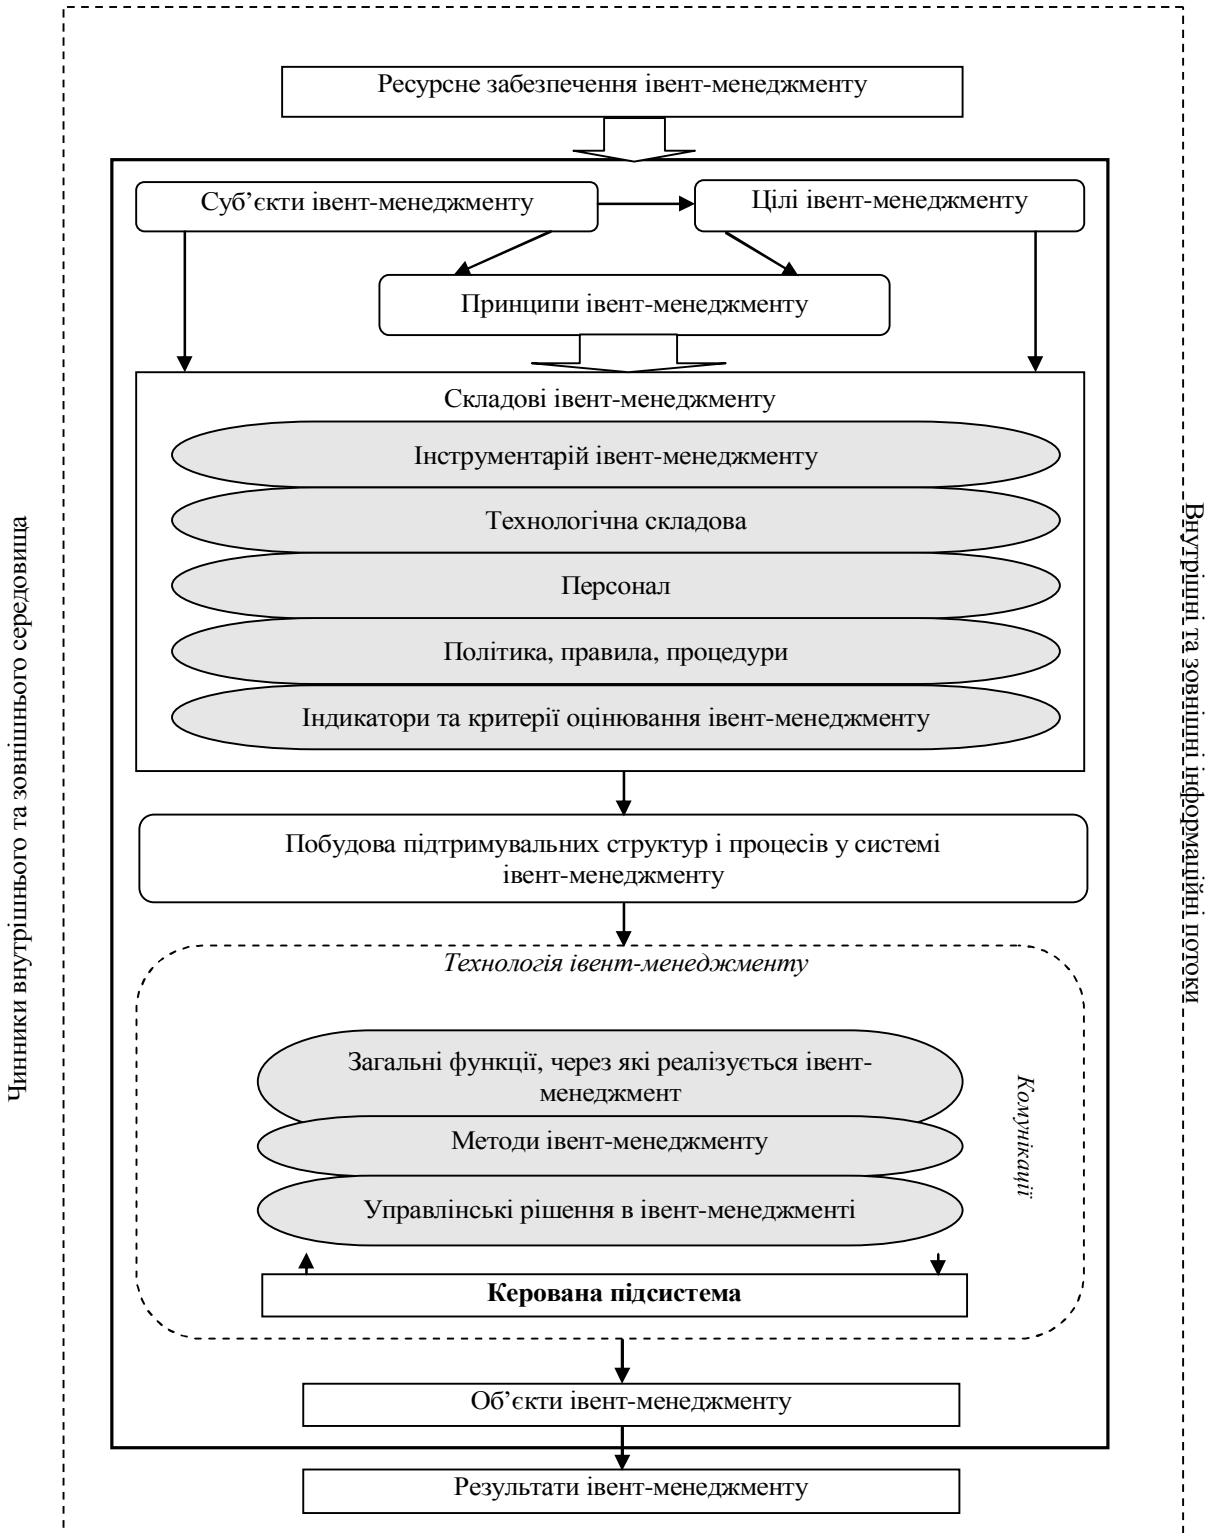 Ресурсне забезпечення івент-менеджменту
Суб’єкти івент-менеджменту
Цілі івент-менеджменту
Принципи івент-менеджменту
Складові івент-менеджменту
Інструментарій івент-менеджменту
Технологічна складова
Персонал
Політика, правила, процедури
Індикатори та критерії оцінювання івент-менеджменту
Побудова підтримувальних структур і процесів у системі
івент-менеджменту
Технологія івент-менеджменту
Загальні функції, через які реалізується івент-
менеджмент
Методи івент-менеджменту
Управлінські рішення в івент-менеджменті
Комунікації
Керована підсистема
Об’єкти івент-менеджменту
Результати івент-менеджменту
Чинники внутрішнього та зовнішнього середовища
Внутрішні та зовнішні інформаційні потоки